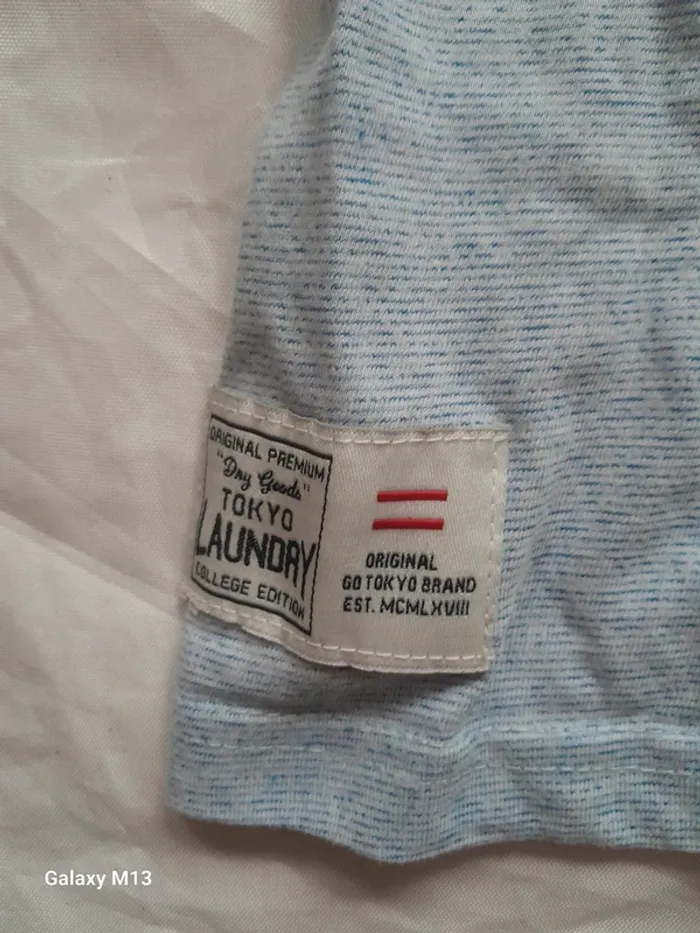 ORIGINAL PREMIUM
"Dry Goods"
TOKYO
LAUNDRY
COLLEGE EDITION
ORIGINAL
GO TOKYO BRAND
EST. MCMLXVIII
Galaxy M13